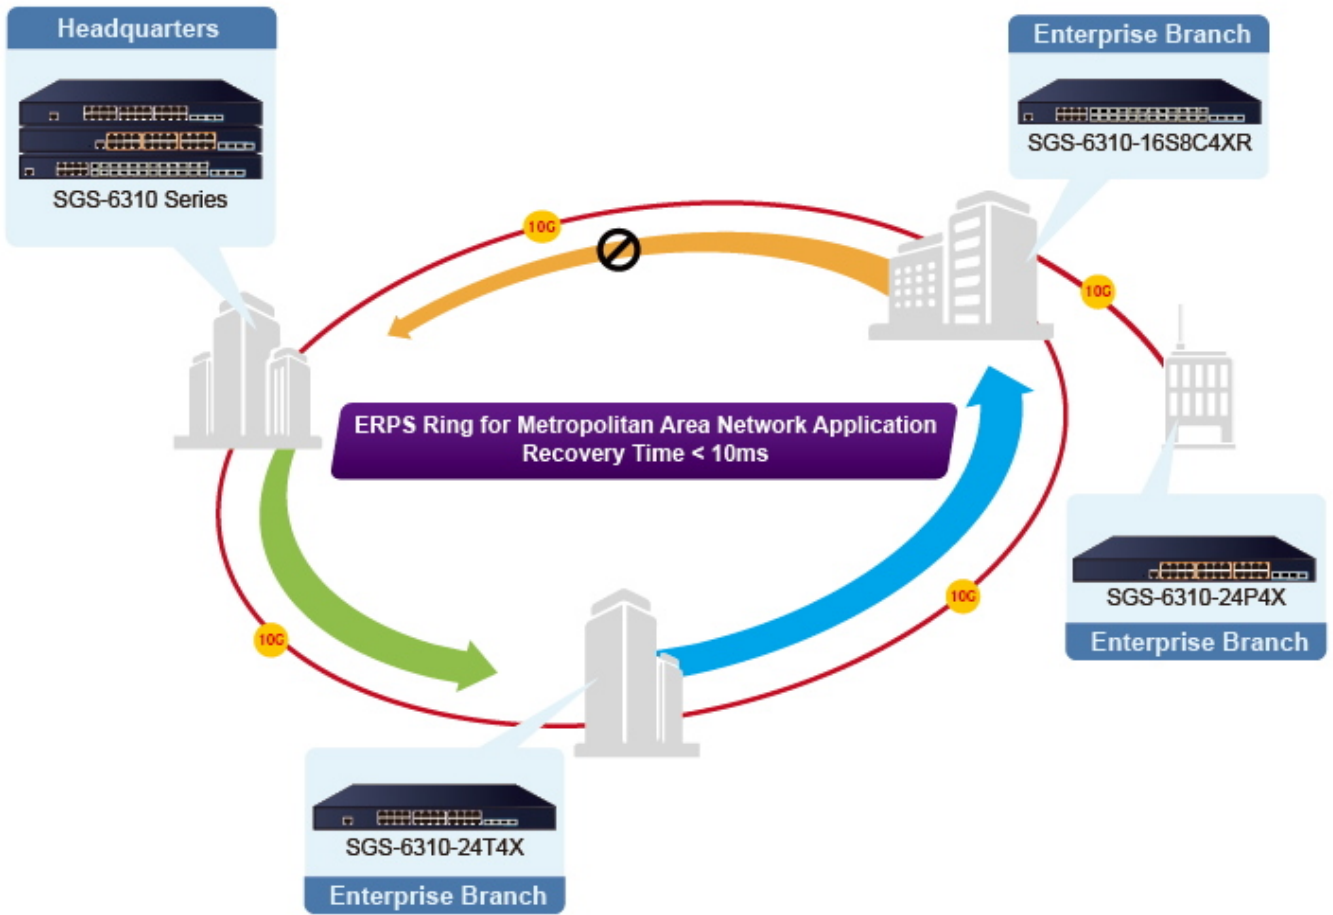 Headquarters
SGS-6310 Series
Enterprise Branch
SGS-6310-16S8C4XR
10G
10G
ERPS Ring for Metropolitan Area Network Application
Recovery Time < 10ms
10G
10G
SGS-6310-24P4X
Enterprise Branch
SGS-6310-24T4X
Enterprise Branch